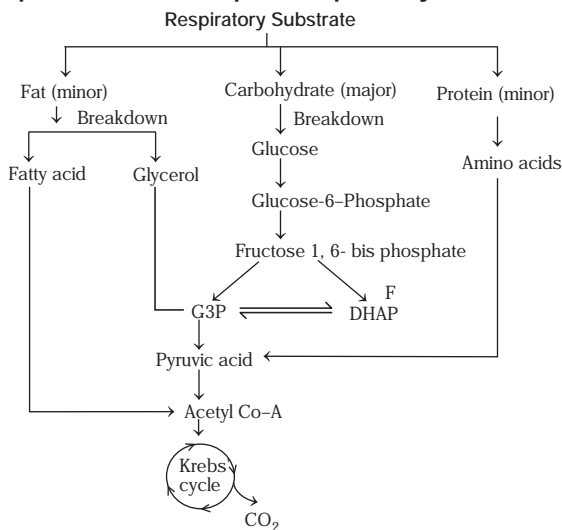 Respiratory Substrate
Fat (minor)
Carbohydrate (major)
Protein (minor)
Breakdown
Breakdown
Glucose
Fatty acid
Glycerol
Amino acids
Glucose-6–Phosphate
Fructose 1, 6- bis phosphate
F
G3P
DHAP
Pyruvic acid
Acetyl Co–A
Krebs'
cycle
CO₂